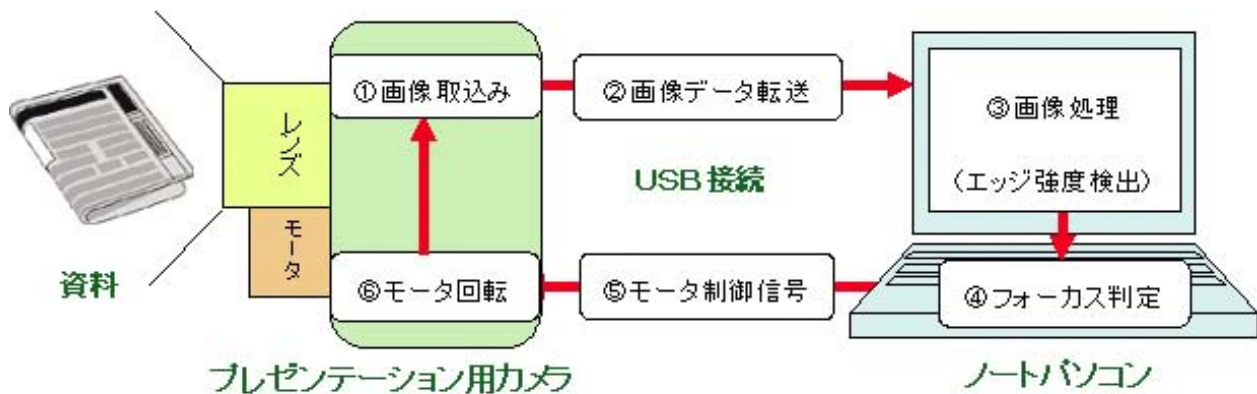 ①画像取込み
②画像データ転送
③画像処理
（エッジ強度検出）
レンズ
USB接続
モータ
資料
⑥モータ回転
⑤モータ制御信号
④フォーカス判定
プレゼンテーション用カメラ
ノートパソコン